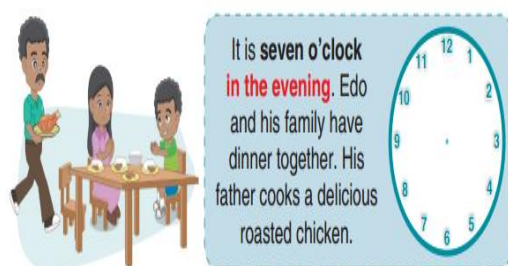 It is seven o'clock
in the evening. Edo
and his family have
dinner together. His
father cooks a delicious
roasted chicken.
12
1
2
3
4
5
6
7
8
9
10
11